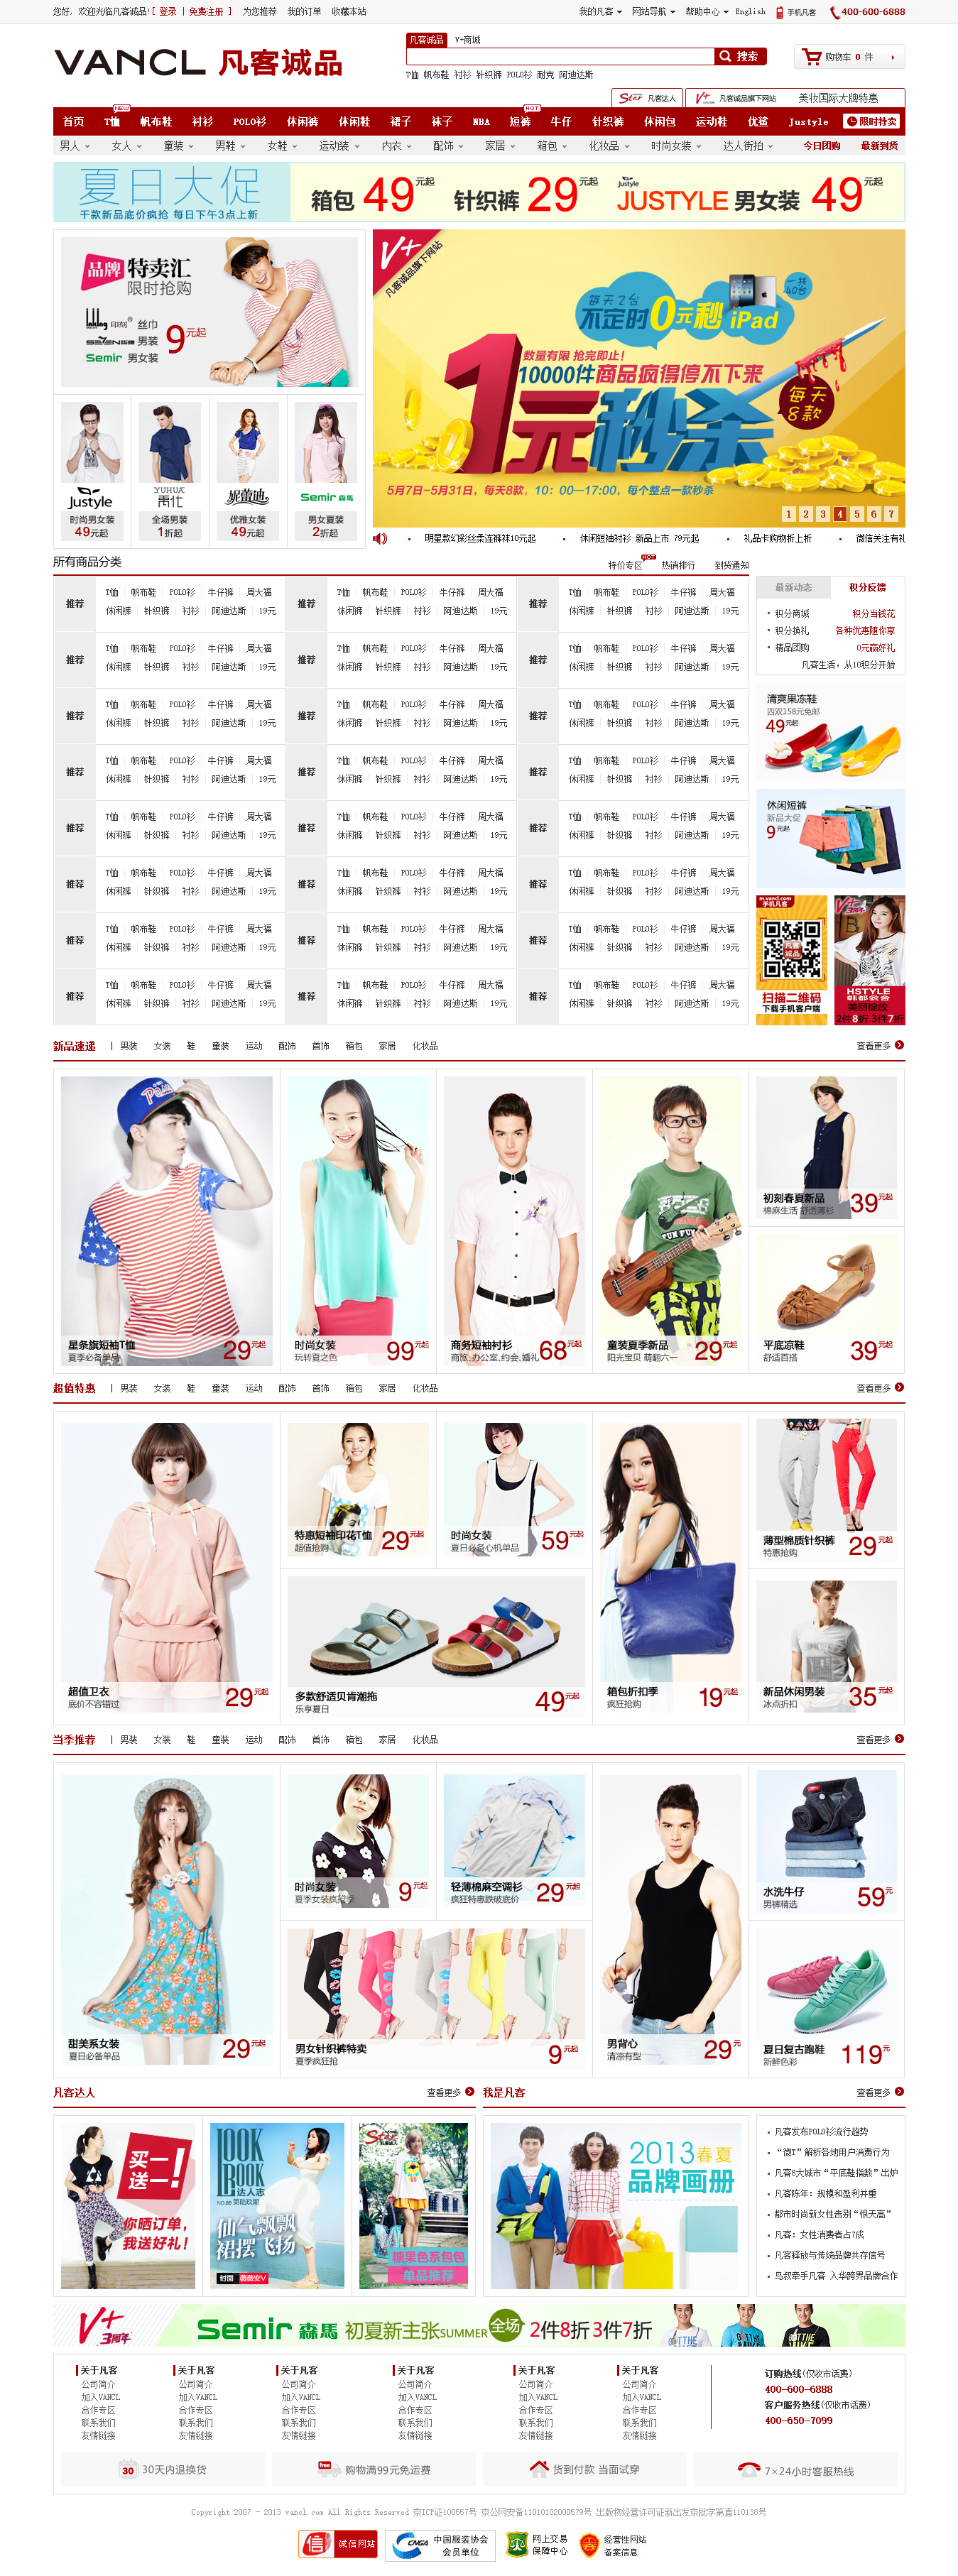 您好, 欢迎光临凡客诚品![ 登录 | 免费注册 ] 为您推荐 我的订单 收藏本站
我的凡客 网站导航 帮助中心 English 手机凡客 400-600-6888
VANCL 凡客诚品
凡客诚品 V+商城
搜索
购物车 0 件
T恤 帆布鞋 衬衫 针织裤 POLO衫 耐克 阿迪达斯
Star 凡客达人 V+ 凡客诚品旗下网站 美妆国际大牌特惠
NEW HOT
首页 T恤 帆布鞋 衬衫 POLO衫 休闲裤 休闲鞋 裙子 袜子 NBA 短裤 牛仔 针织裤 休闲包 运动鞋 优鲨 Justyle 限时特卖
男人 女人 童装 男鞋 女鞋 运动装 内衣 配饰 家居 箱包 化妆品 时尚女装 达人街拍 今日团购 最新到货
夏日大促
千款新品底价疯抢 每日下午3点上新
箱包49元起 针织裤29元起 Justyle JUSTYLE 男女装 49元起
品牌 特卖汇
限时抢购
印刻 丝巾
男装
Semir 男女装
9元起
Justyle
时尚男女装
49元起
YUHUA
全场男装
1折起
妮蕾迪
优雅女装
49元起
Semir 森馬
男女夏装
2折起
V+
凡客诚品旗下网站
每天2台 一共40台
不定时0元秒 iPad
数量有限 抢完即止!
10000件商品疯得停不下来
1元秒杀
每天8款
5月7日-5月31日, 每天8款, 10: 00—17:00, 每个整点一款秒杀
1 2 3 4 5 6 7
明星款幻彩丝柔连裤袜10元起 休闲短袖衬衫 新品上市 79元起 礼品卡购物折上折 微信关注有礼
所有商品分类
特价专区 HOT 热销排行 到货通知
推荐 T恤 帆布鞋 POLO衫 牛仔裤 周大福 推荐 T恤 帆布鞋 POLO衫 牛仔裤 周大福 推荐 T恤 帆布鞋 POLO衫 牛仔裤 周大福
休闲裤 针织裤 衬衫 阿迪达斯 19元 休闲裤 针织裤 衬衫 阿迪达斯 19元 休闲裤 针织裤 衬衫 阿迪达斯 19元
推荐 T恤 帆布鞋 POLO衫 牛仔裤 周大福 推荐 T恤 帆布鞋 POLO衫 牛仔裤 周大福 推荐 T恤 帆布鞋 POLO衫 牛仔裤 周大福
休闲裤 针织裤 衬衫 阿迪达斯 19元 休闲裤 针织裤 衬衫 阿迪达斯 19元 休闲裤 针织裤 衬衫 阿迪达斯 19元
推荐 T恤 帆布鞋 POLO衫 牛仔裤 周大福 推荐 T恤 帆布鞋 POLO衫 牛仔裤 周大福 推荐 T恤 帆布鞋 POLO衫 牛仔裤 周大福
休闲裤 针织裤 衬衫 阿迪达斯 19元 休闲裤 针织裤 衬衫 阿迪达斯 19元 休闲裤 针织裤 衬衫 阿迪达斯 19元
推荐 T恤 帆布鞋 POLO衫 牛仔裤 周大福 推荐 T恤 帆布鞋 POLO衫 牛仔裤 周大福 推荐 T恤 帆布鞋 POLO衫 牛仔裤 周大福
休闲裤 针织裤 衬衫 阿迪达斯 19元 休闲裤 针织裤 衬衫 阿迪达斯 19元 休闲裤 针织裤 衬衫 阿迪达斯 19元
推荐 T恤 帆布鞋 POLO衫 牛仔裤 周大福 推荐 T恤 帆布鞋 POLO衫 牛仔裤 周大福 推荐 T恤 帆布鞋 POLO衫 牛仔裤 周大福
休闲裤 针织裤 衬衫 阿迪达斯 19元 休闲裤 针织裤 衬衫 阿迪达斯 19元 休闲裤 针织裤 衬衫 阿迪达斯 19元
推荐 T恤 帆布鞋 POLO衫 牛仔裤 周大福 推荐 T恤 帆布鞋 POLO衫 牛仔裤 周大福 推荐 T恤 帆布鞋 POLO衫 牛仔裤 周大福
休闲裤 针织裤 衬衫 阿迪达斯 19元 休闲裤 针织裤 衬衫 阿迪达斯 19元 休闲裤 针织裤 衬衫 阿迪达斯 19元
推荐 T恤 帆布鞋 POLO衫 牛仔裤 周大福 推荐 T恤 帆布鞋 POLO衫 牛仔裤 周大福 推荐 T恤 帆布鞋 POLO衫 牛仔裤 周大福
休闲裤 针织裤 衬衫 阿迪达斯 19元 休闲裤 针织裤 衬衫 阿迪达斯 19元 休闲裤 针织裤 衬衫 阿迪达斯 19元
推荐 T恤 帆布鞋 POLO衫 牛仔裤 周大福 推荐 T恤 帆布鞋 POLO衫 牛仔裤 周大福 推荐 T恤 帆布鞋 POLO衫 牛仔裤 周大福
休闲裤 针织裤 衬衫 阿迪达斯 19元 休闲裤 针织裤 衬衫 阿迪达斯 19元 休闲裤 针织裤 衬衫 阿迪达斯 19元
最新动态 积分反馈
积分商城 积分当钱花
积分换礼 各种优惠随你享
精品团购 0元赢好礼
凡客生活, 从10积分开始
清爽果冻鞋
四双158元免邮
49元起
休闲短裤
新品大促
9元起
m.vancl.com
手机凡客
扫描二维码
下载手机客户端
V+3周年
HSTYLE
韩都衣舍
美丽绽放
2件8折 3件7折
新品速递 | 男装 女装 鞋 童装 运动 配饰 首饰 箱包 家居 化妆品 查看更多
星条旗短袖T恤
夏季必备单品
29元起
时尚女装
玩转夏之色
99元起
商务短袖衬衫
商旅.办公室.约会.婚礼
68元起
童装夏季新品
阳光宝贝 萌翻六一
29元起
初刻春夏新品
棉麻生活 舒适薄衫
39元起
平底凉鞋
舒适百搭
39元起
超值特惠 | 男装 女装 鞋 童装 运动 配饰 首饰 箱包 家居 化妆品 查看更多
超值卫衣
底价不容错过
29元起
特惠短袖印花T恤
超值抢购
29元起
时尚女装
夏日必备心机单品
59元起
多款舒适贝肯潮拖
乐享夏日
49元起
箱包折扣季
疯狂抢购
19元起
薄型棉质针织裤
特惠抢购
29元起
新品休闲男装
冰点折扣
35元起
当季推荐 | 男装 女装 鞋 童装 运动 配饰 首饰 箱包 家居 化妆品 查看更多
甜美系女装
夏日必备单品
29元起
时尚女装
夏季女装疯抢
9元起
轻薄棉麻空调衫
疯狂特惠跌破底价
29元起
男女针织裤特卖
夏季疯狂抢
9元起
男背心
清凉有型
29元
水洗牛仔
男裤精选
59元
夏日复古跑鞋
新鲜色彩
119元
凡客达人 查看更多
我是凡客 查看更多
买一送一!
你晒订单,
我送好礼!
LOOK BOOK
达人志
仙气飘飘
裙摆飞扬
封面 薇薇安V
Star
糖果色系包包
单品推荐
2013春夏
品牌画册
凡客发布POLO衫流行趋势
“微T”解析各地用户消费行为
凡客8大城市“平底鞋指数”出炉
凡客陈年: 规模和盈利并重
都市时尚新女性告别“恨天高”
凡客: 女性消费者占7成
凡客释放与传统品牌共存信号
鸟叔牵手凡客 入华跨界品牌合作
V+3周年 Semir 森馬 初夏新主张SUMMER 全场 2件8折 3件7折
关于凡客 关于凡客 关于凡客 关于凡客 关于凡客 关于凡客
公司简介 公司简介 公司简介 公司简介 公司简介 公司简介
加入VANCL 加入VANCL 加入VANCL 加入VANCL 加入VANCL 加入VANCL
合作专区 合作专区 合作专区 合作专区 合作专区 合作专区
联系我们 联系我们 联系我们 联系我们 联系我们 联系我们
友情链接 友情链接 友情链接 友情链接 友情链接 友情链接
订购热线(仅收市话费)
400-600-6888
客户服务热线(仅收市话费)
400-650-7099
30 30天内退换货 free 购物满99元免运费 货到付款 当面试穿 7×24小时客服热线
Copyright 2007 - 2013 vancl.com All Rights Reserved 京ICP证100557号 京公网安备11010102000579号 出版物经营许可证新出发京批字第直110138号
信 诚信网站 CNGA 中国服装协会 会员单位 网上交易 保障中心 经营性网站 备案信息